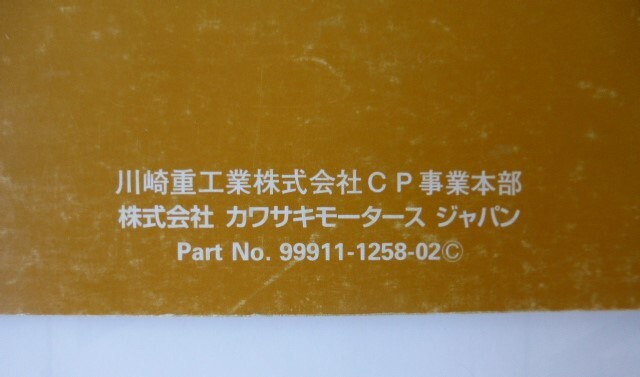 川崎重工業株式会社CP事業本部
株式会社 カワサキモータース ジャパン
Part No. 99911-1258-02©